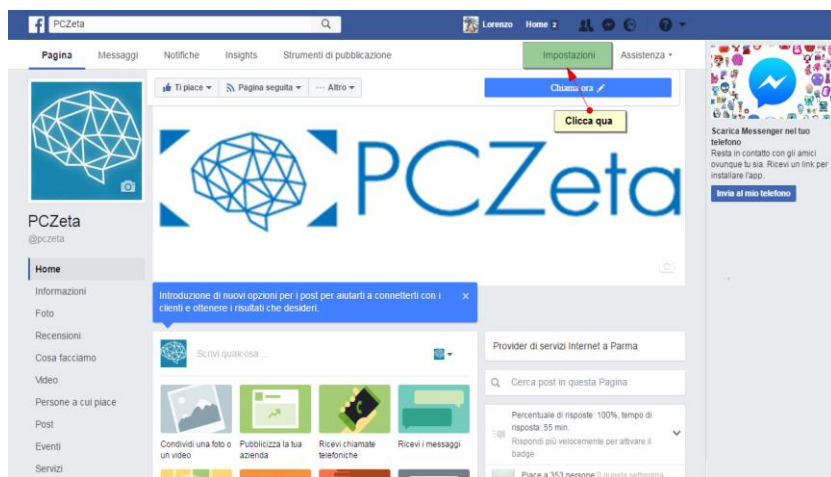 PCZeta
Lorenzo Home 2
Pagina Messaggi Notifiche Insights Strumenti di pubblicazione Impostazioni Assistenza
Ti piace Pagina seguita ··· Altro
Chiama ora
Clicca qua
PCZeta
PCZeta
@pczeta
Home
Informazioni
Foto
Recensioni
Cosa facciamo
Video
Persone a cui piace
Post
Eventi
Servizi
Introduzione di nuovi opzioni per i post per aiutarti a connetterti con i
clienti e ottenere i risultati che desideri.
Scrivi qualcosa...
Condividi una foto o
un video
Pubblicizza la tua
azienda
Ricevi chiamate
telefoniche
Ricevi i messaggi
Provider di servizi Internet a Parma
Cerca post in questa Pagina
Percentuale di risposte: 100%, tempo di
risposta: 55 min.
Rispondi più velocemente per attivare il
badge
Piace a 353 persone 0 questa settimana
Scarica Messenger nel tuo
telefono
Resta in contatto con gli amici
ovunque tu sia. Ricevi un link per
installare l'app.
Invia al mio telefono